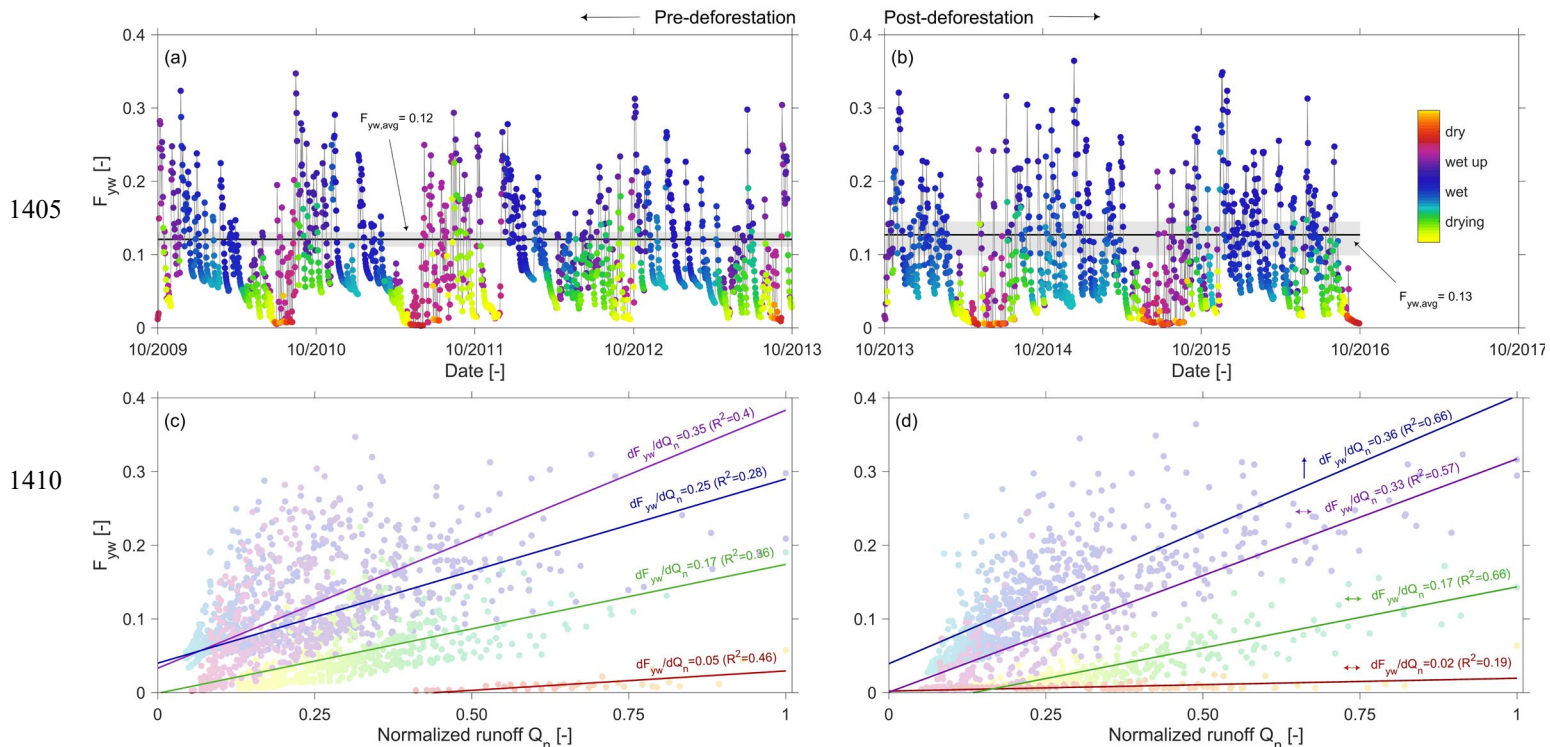 Pre-deforestation
Post-deforestation
0.4
(a)
0.3
F_yw,avg= 0.12
F_yw [-]
0.2
0.1
0
10/2009
10/2010
10/2011
10/2012
10/2013
Date [-]
1405
0.4
(b)
0.3
dry
wet up
wet
drying
0.2
0.1
F_yw,avg= 0.13
0
10/2013
10/2014
10/2015
10/2016
10/2017
Date [-]
0.4
(c)
dF_yw/dQ_n=0.35 (R²=0.4)
0.3
dF_yw/dQ_n=0.25 (R²=0.28)
F_yw [-]
0.2
dF_yw/dQ_n=0.17 (R²=0.36)
0.1
dF_yw/dQ_n=0.05 (R²=0.46)
0
0
0.25
0.50
0.75
1
Normalized runoff Q_n [-]
1410
0.4
(d)
dF_yw/dQ_n=0.36 (R²=0.66)
0.3
dF_yw/dQ_n=0.33 (R²=0.57)
0.2
dF_yw/dQ_n=0.17 (R²=0.66)
0.1
dF_yw/dQ_n=0.02 (R²=0.19)
0
0
0.25
0.50
0.75
1
Normalized runoff Q_n [-]